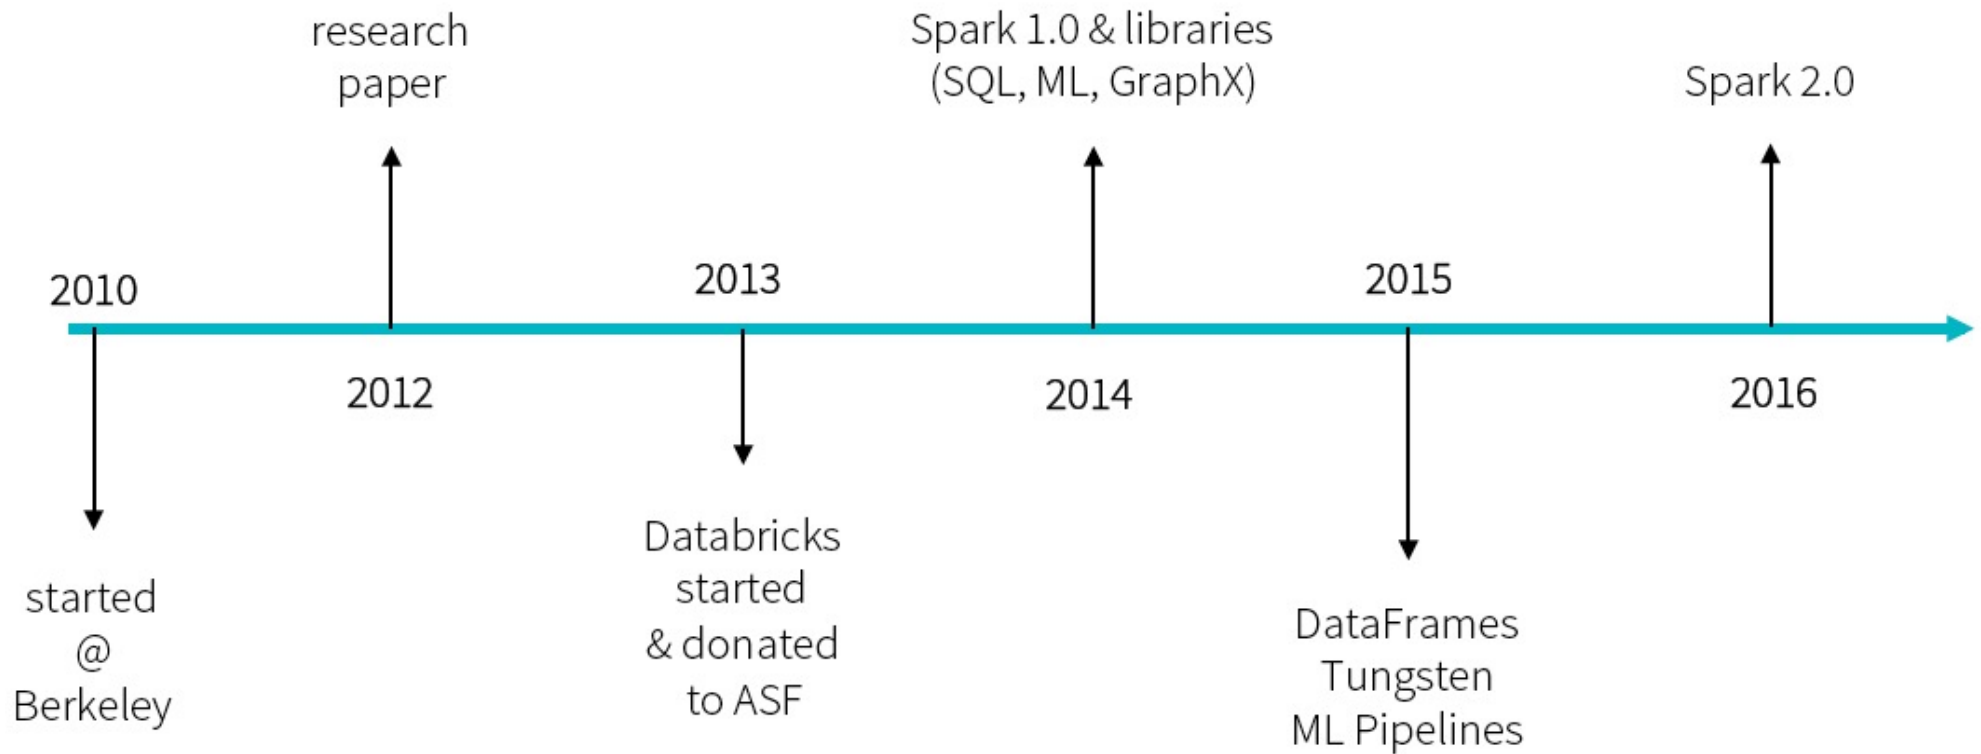 research
paper
Spark 1.0 & libraries
(SQL, ML, GraphX)
Spark 2.0
2010
2013
2015
2012
2014
2016
started
@
Berkeley
Databricks
started
& donated
to ASF
DataFrames
Tungsten
ML Pipelines